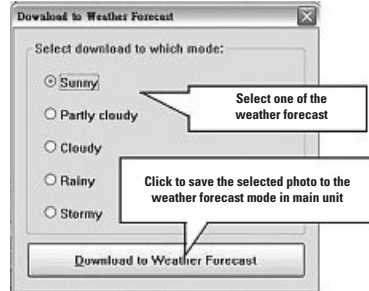 Download to Weather Forecast
Select download to which mode:
Sunny
Partly cloudy
Cloudy
Rainy
Stormy
Select one of the
weather forecast
Click to save the selected photo to the
weather forecast mode in main unit
Download to Weather Forecast